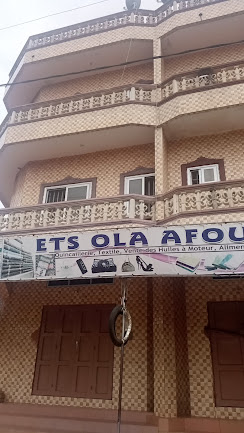 ETS OLA AFOU
Quincaillerie, Textile, Vente des Huiles à Moteur, Alimen